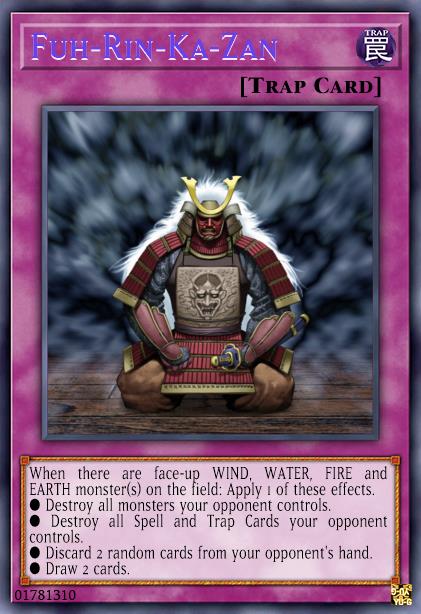 Fuh-Rin-Ka-Zan
TRAP
罠
[Trap Card]
When there are face-up WIND, WATER, FIRE and
EARTH monster(s) on the field: Apply 1 of these effects.
● Destroy all monsters your opponent controls.
● Destroy all Spell and Trap Cards your opponent
controls.
● Discard 2 random cards from your opponent's hand.
● Draw 2 cards.
01781310